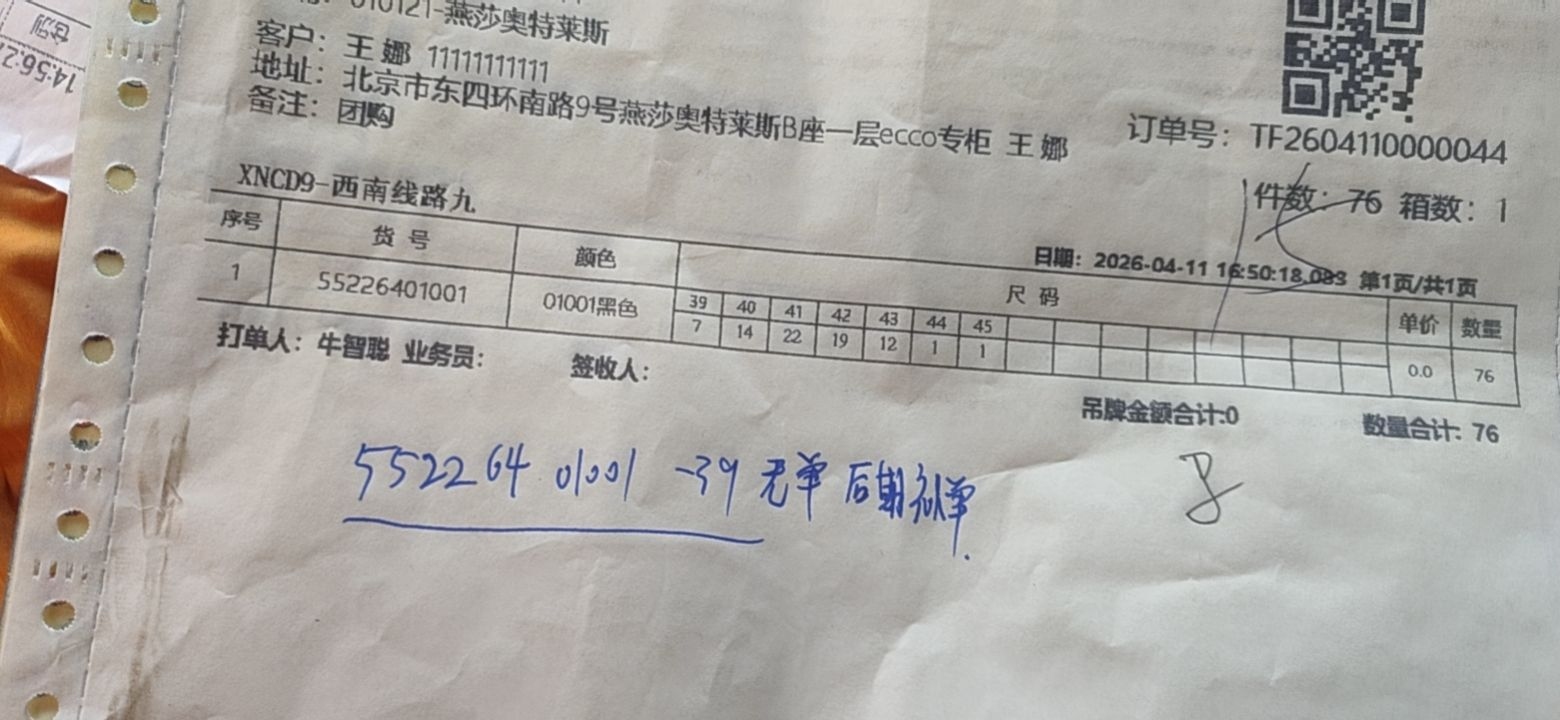 010121-燕莎奥特莱斯
客户： 王 娜 11111111111
地址： 北京市东四环南路9号燕莎奥特莱斯B座一层ecco专柜 王 娜
备注： 团购
订单号： TF2604110000044
XNCD9-西南线路九
件数： 76 箱数： 1
日期： 2026-04-11 16:50:18.083 第1页/共1页
序号 货 号 颜色 尺 码 单价 数量
39 40 41 42 43 44 45
1 55226401001 01001黑色 7 14 22 19 12 1 1 0.0 76
打单人： 牛智聪 业务员： 签收人： 吊牌金额合计:0 数量合计: 76
552264 01001 -39 无单 后期补单.
14:56:2